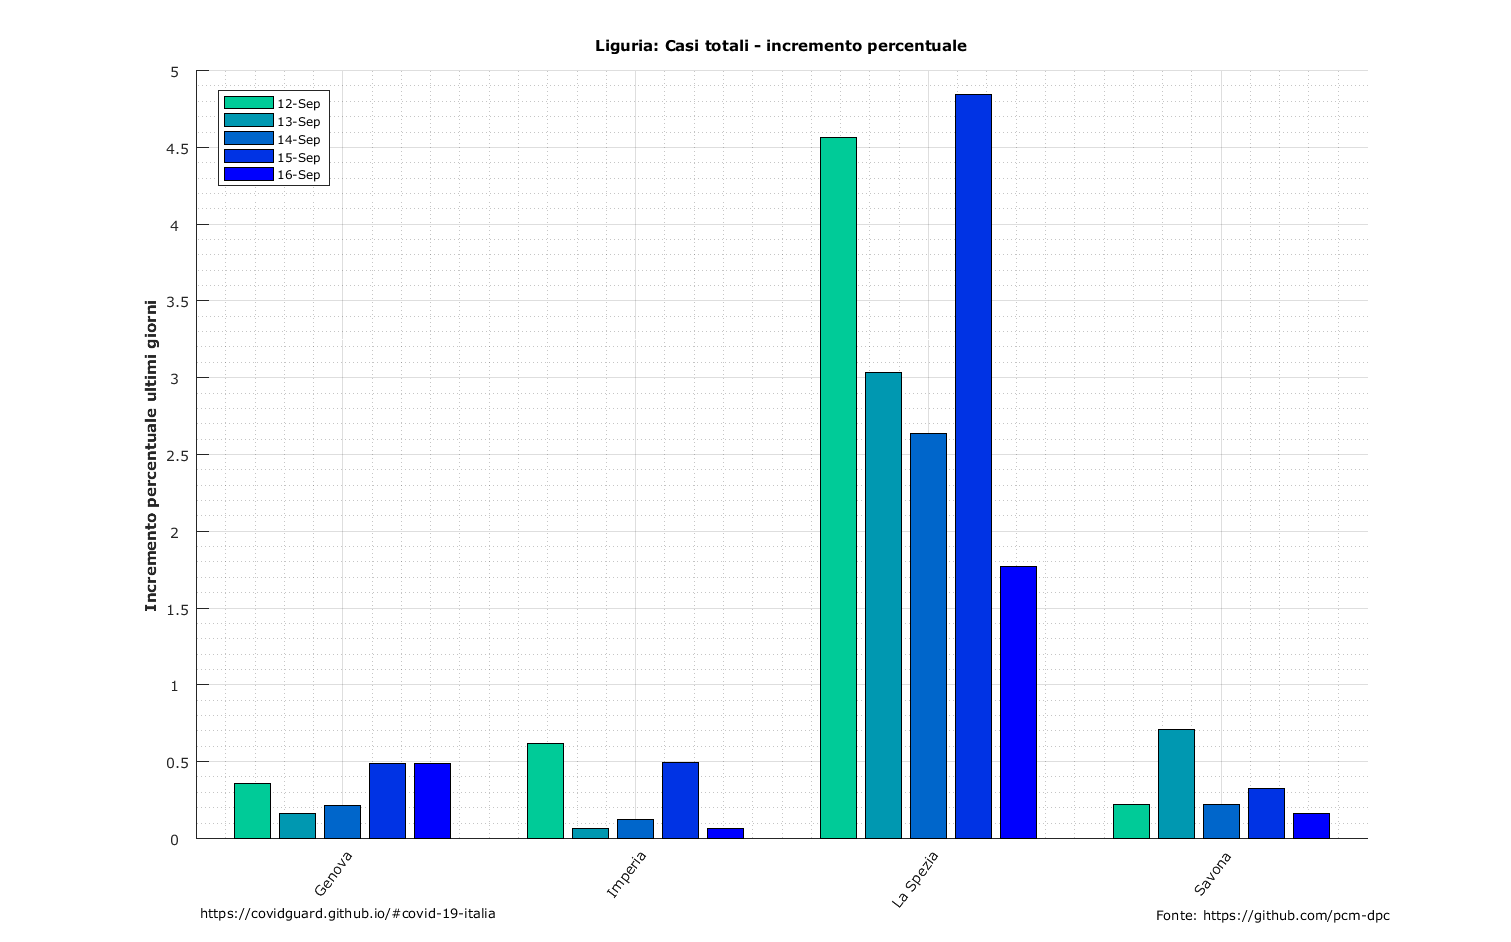 Liguria: Casi totali - incremento percentuale
12-Sep
13-Sep
14-Sep
15-Sep
16-Sep
Incremento percentuale ultimi giorni
5
4.5
4
3.5
3
2.5
2
1.5
1
0.5
0
Genova
Imperia
La Spezia
Savona
https://covidguard.github.io/#covid-19-italia
Fonte: https://github.com/pcm-dpc